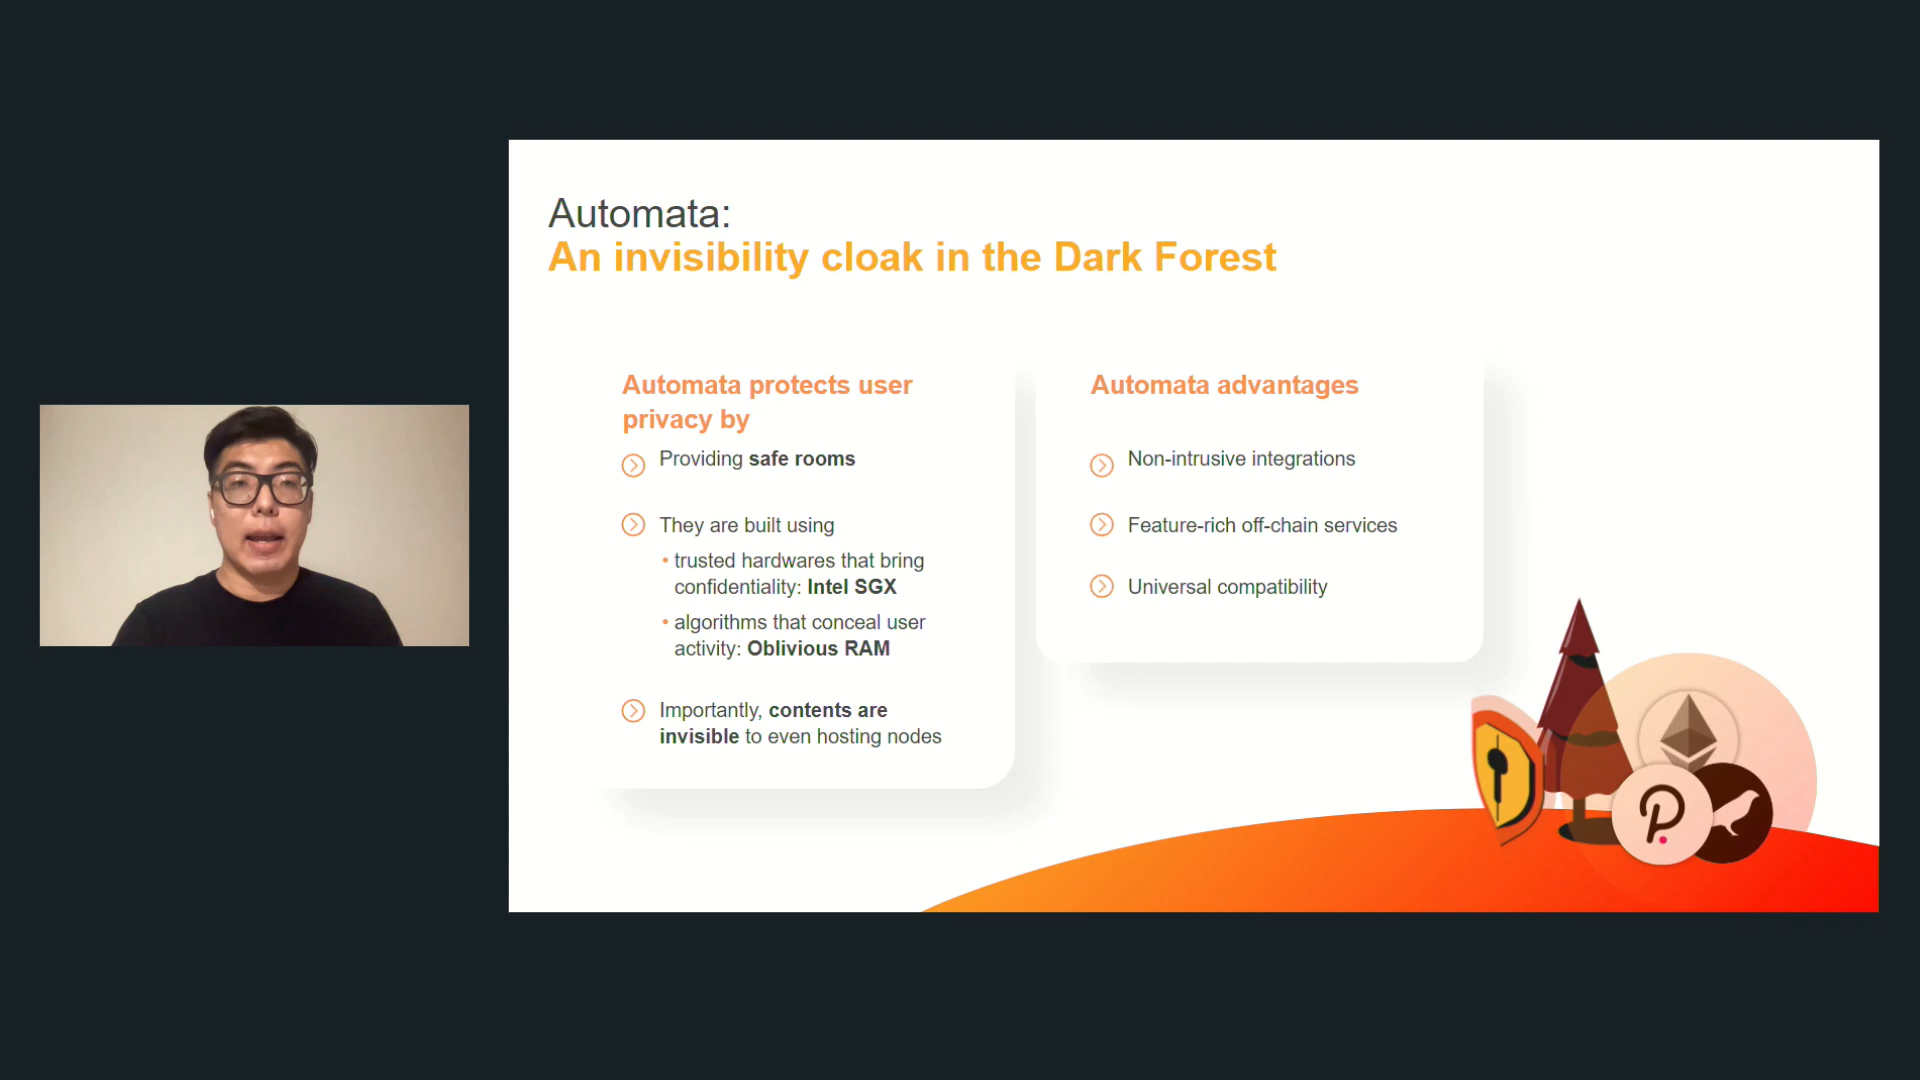 Automata:
An invisibility cloak in the Dark Forest
Automata protects user
privacy by
Providing safe rooms
They are built using
• trusted hardwares that bring
confidentiality: Intel SGX
• algorithms that conceal user
activity: Oblivious RAM
Importantly, contents are
invisible to even hosting nodes
Automata advantages
Non-intrusive integrations
Feature-rich off-chain services
Universal compatibility